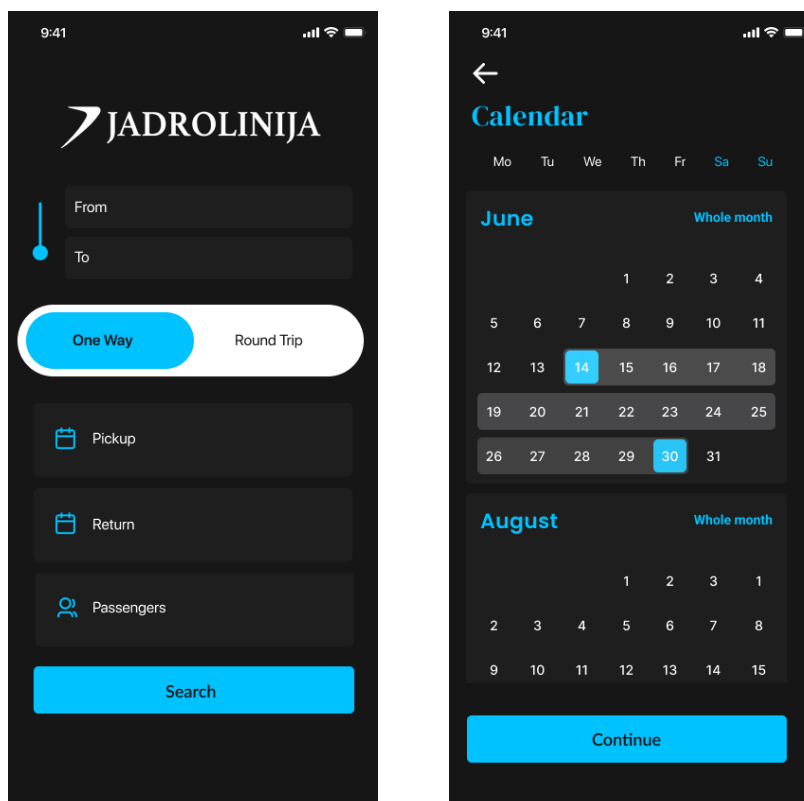 9:41
JADROLINIJA
From
To
One Way Round Trip
Pickup
Return
Passengers
Search
9:41
Calendar
Mo Tu We Th Fr Sa Su
June Whole month
1 2 3 4
5 6 7 8 9 10 11
12 13 14 15 16 17 18
19 20 21 22 23 24 25
26 27 28 29 30 31
August Whole month
1 2 3 1
2 3 4 5 6 7 8
9 10 11 12 13 14 15
Continue